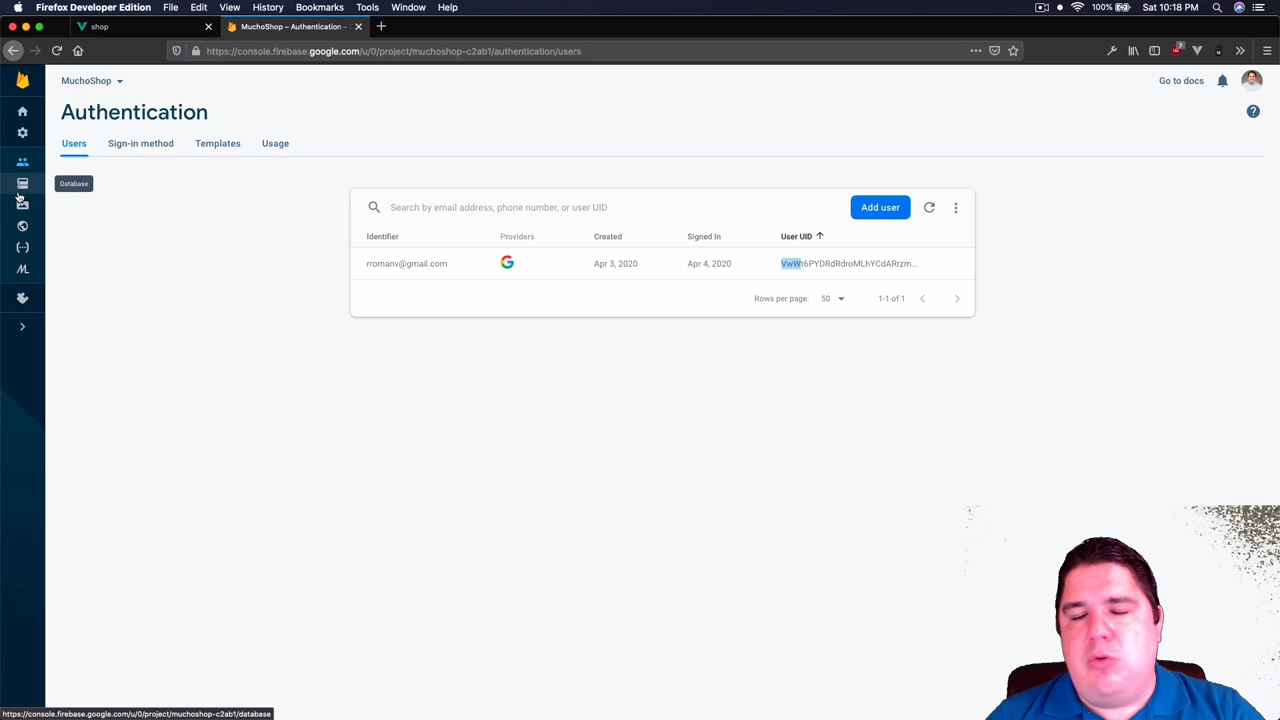 Firefox Developer Edition File Edit View History Bookmarks Tools Window Help
100% Sat 10:18 PM
shop
MuchoShop – Authentication –
https://console.firebase.google.com/u/0/project/muchoshop-c2ab1/authentication/users
7
MuchoShop
Go to docs
Authentication
Users Sign-in method Templates Usage
Database
Search by email address, phone number, or user UID
Add user
Identifier Providers Created Signed In User UID
rromanv@gmail.com Apr 3, 2020 Apr 4, 2020 VwWt6PYDRdRdroMLhYCdARrzm...
Rows per page: 50 1-1 of 1
https://console.firebase.google.com/u/0/project/muchoshop-c2ab1/database